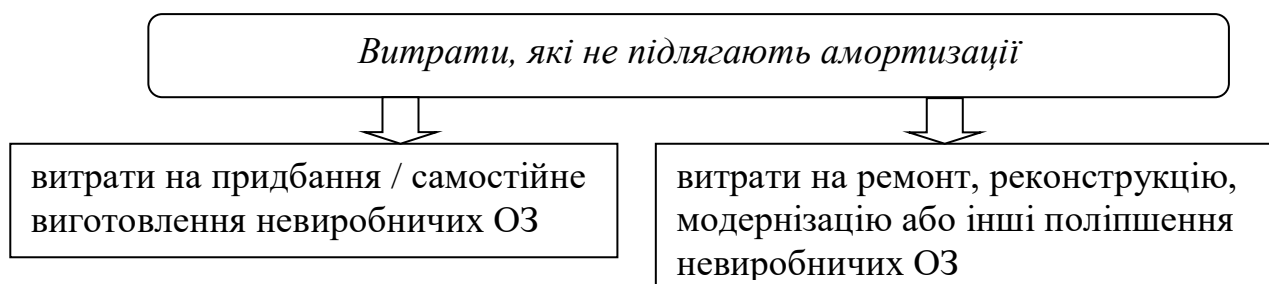 Витрати, які не підлягають амортизації
витрати на придбання / самостійне
виготовлення невиробничих ОЗ
витрати на ремонт, реконструкцію,
модернізацію або інші поліпшення
невиробничих ОЗ